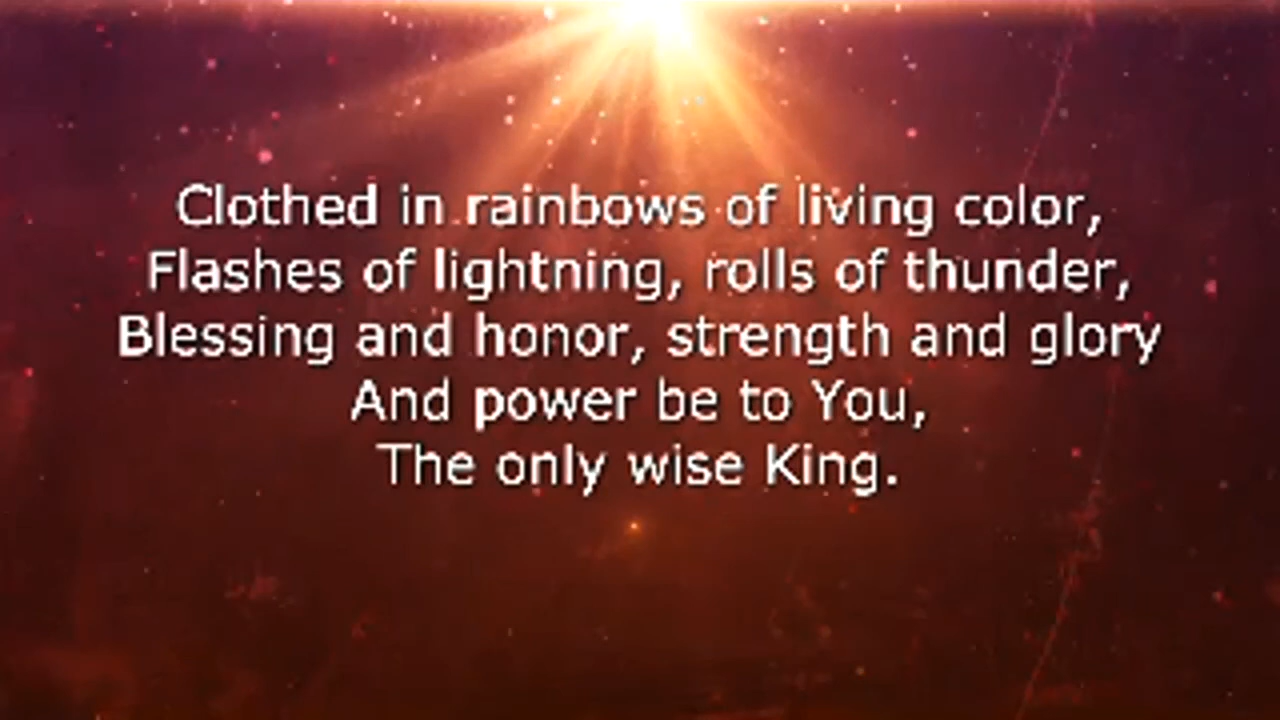 Clothed in rainbows of living color,
Flashes of lightning, rolls of thunder,
Blessing and honor, strength and glory
And power be to You,
The only wise King.